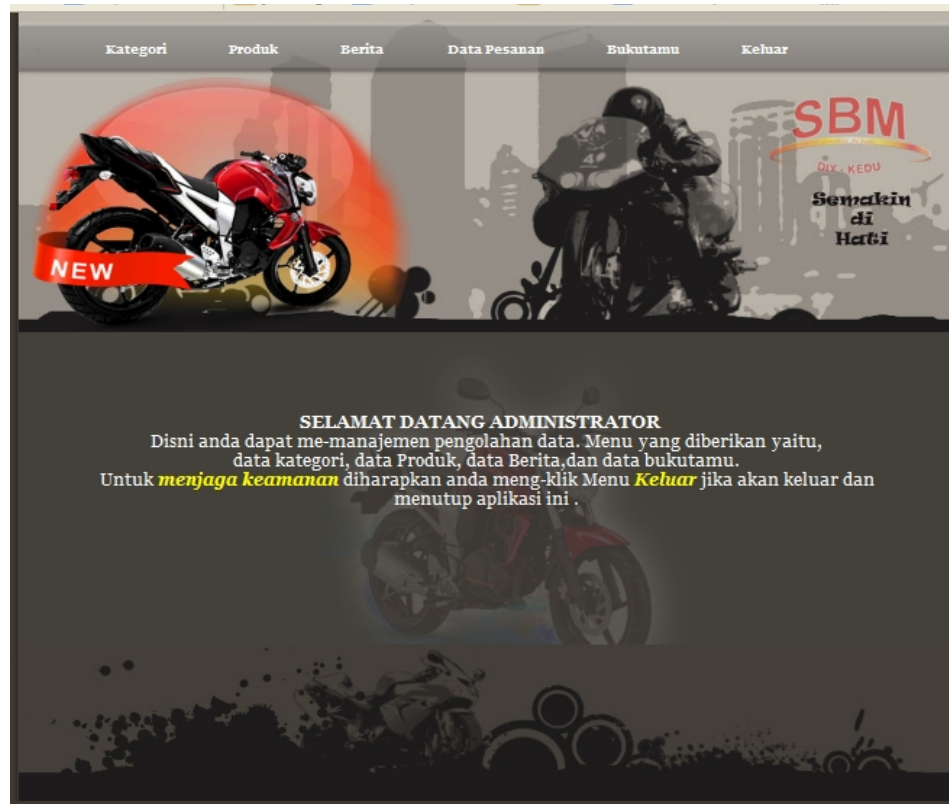 Kategori Produk Berita Data Pesanan Bukutamu Keluar
SBM
DIY - KEDU
Semakin
di
Hati
NEW
SELAMAT DATANG ADMINISTRATOR
Disni anda dapat me-manajemen pengolahan data. Menu yang diberikan yaitu,
data kategori, data Produk, data Berita,dan data bukutamu.
Untuk menjaga keamanan diharapkan anda meng-klik Menu Keluar jika akan keluar dan
menutup aplikasi ini .